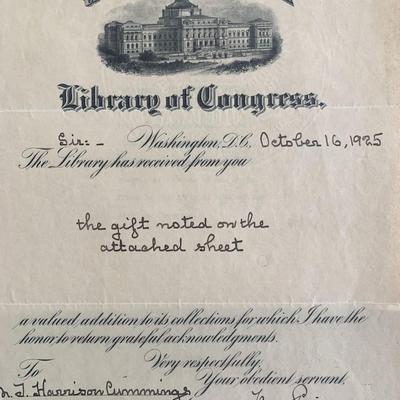 Library of Congress.
Sir:- Washington, D.C. October 16, 1925
The Library has received from you
the gift noted on the
attached sheet
a valued addition to its collections for which I have the
honor to return grateful acknowledgments.
Very respectfully,
To Your obedient servant,
Harrison Cummings